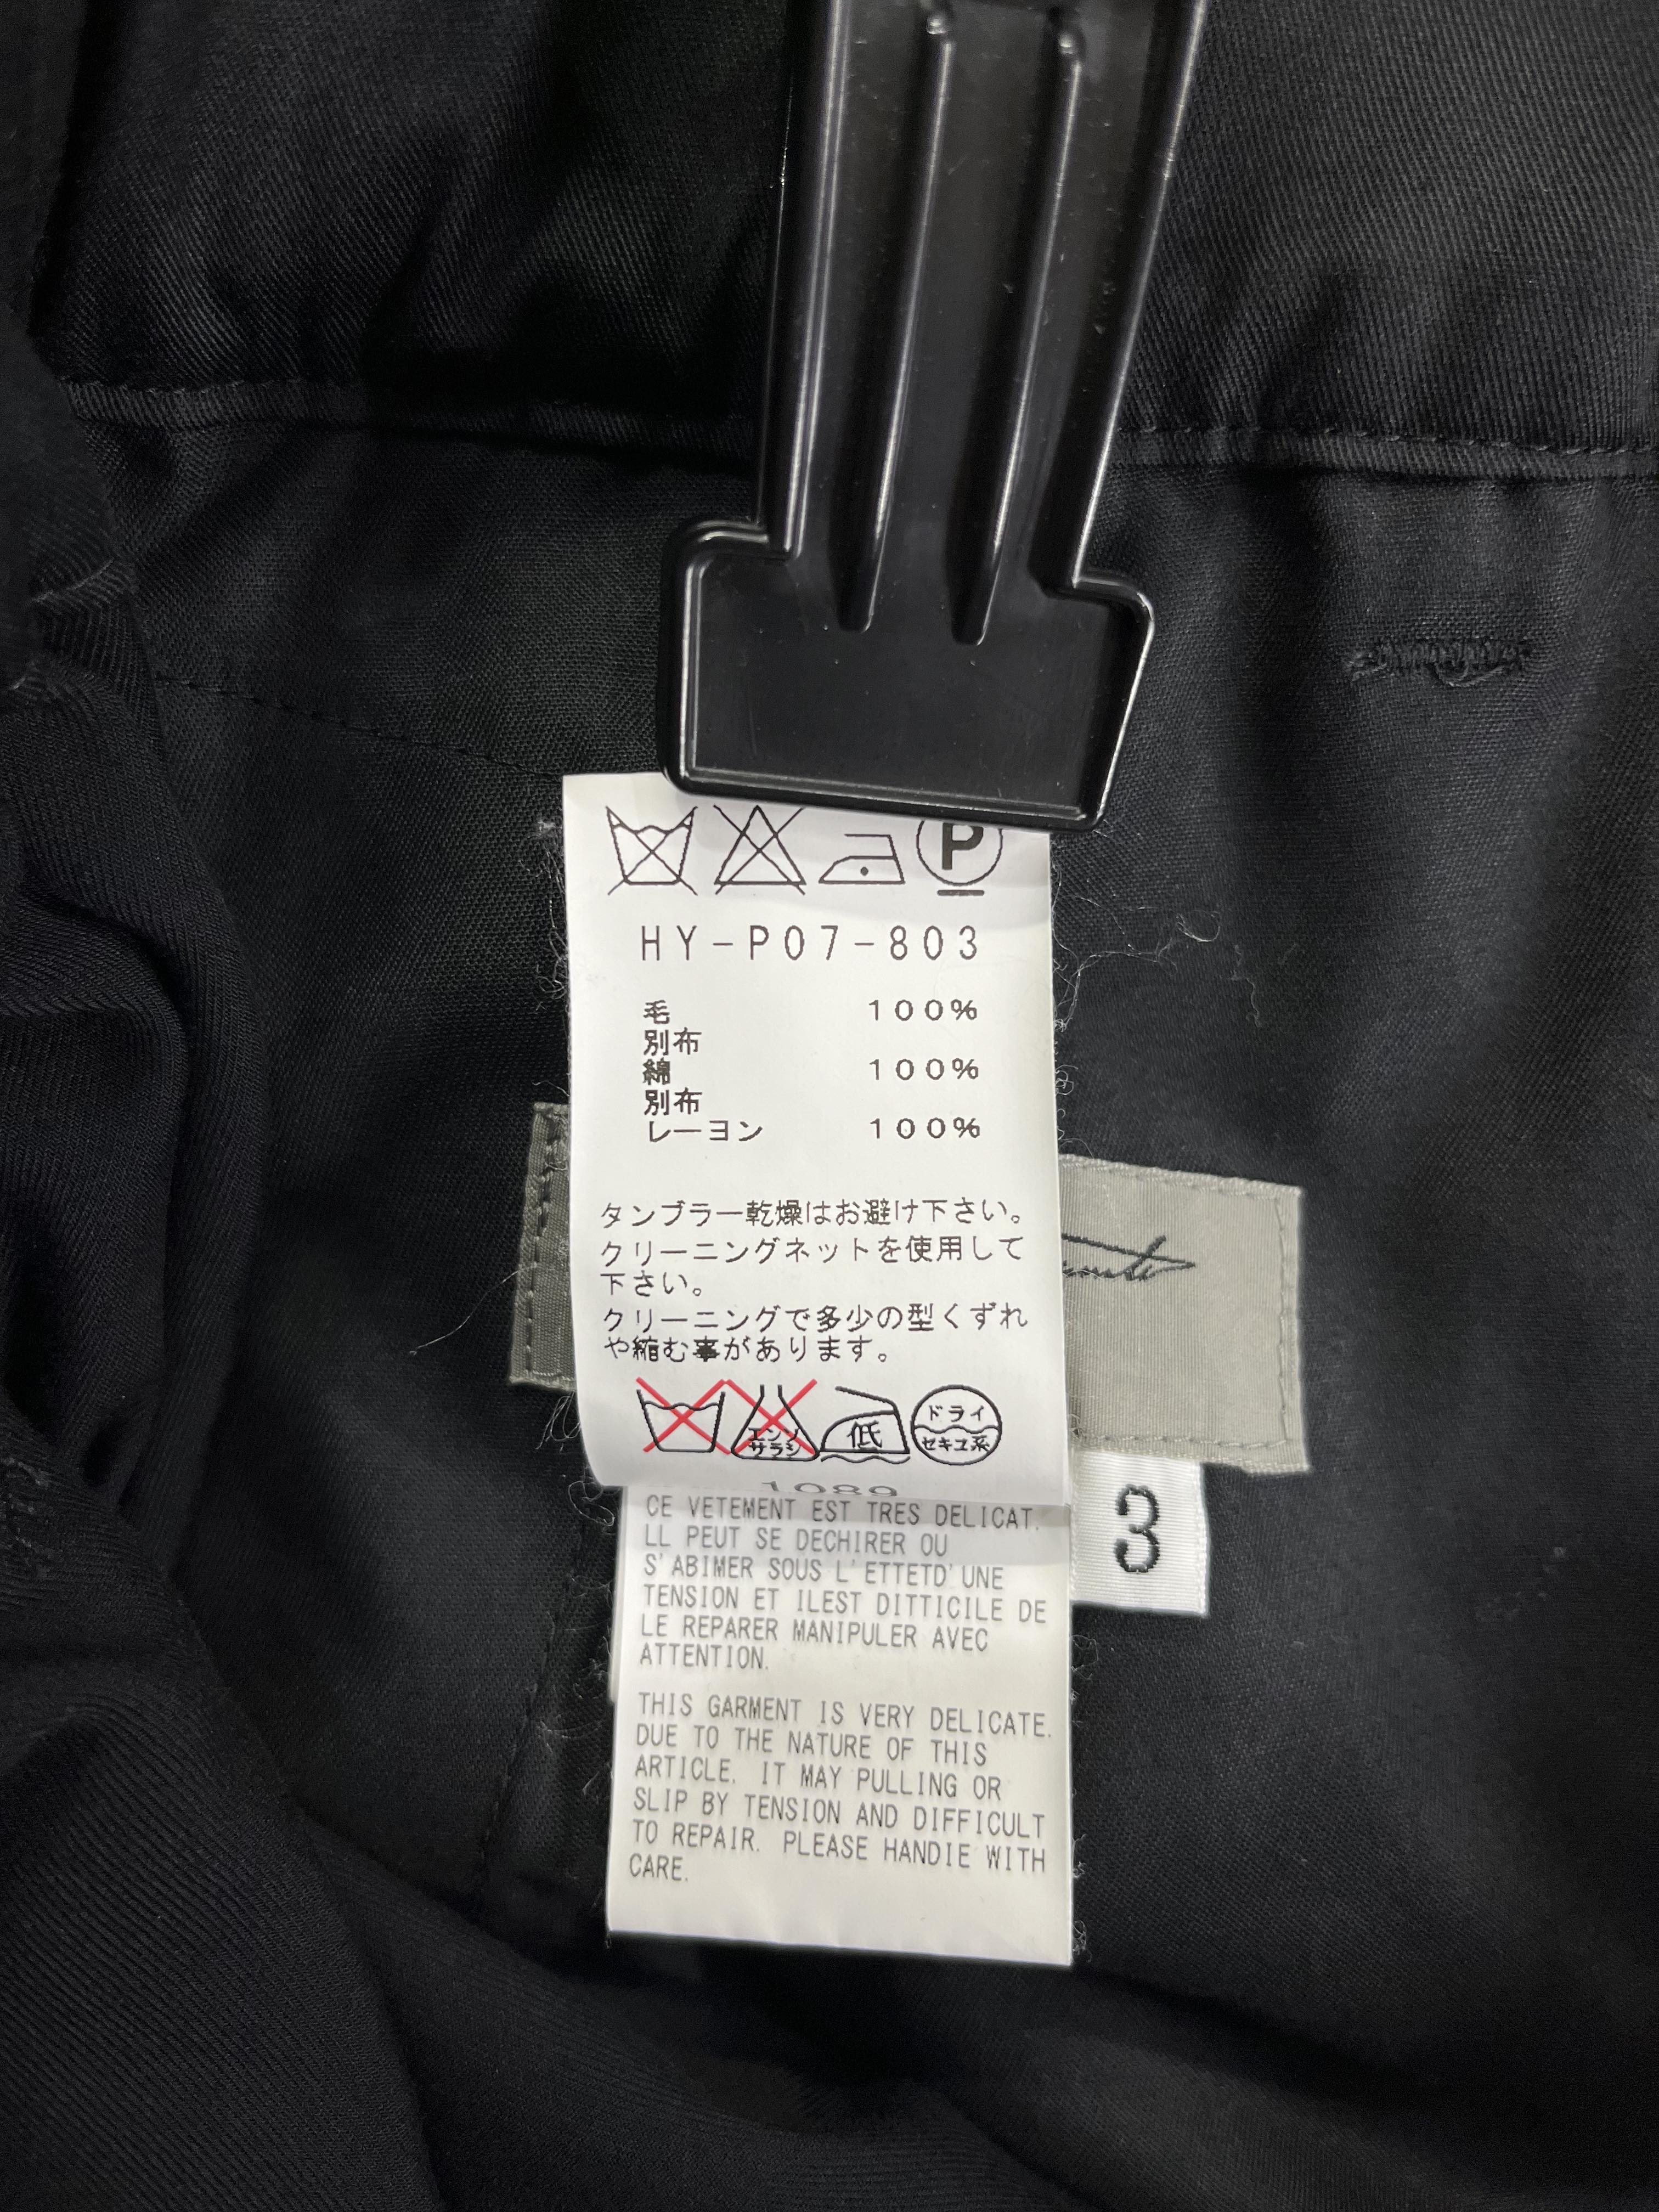 P
HY-P07-803
毛 100%
別布
綿 100%
別布
レーヨン 100%
タンブラー乾燥はお避け下さい。
クリーニングネットを使用して
下さい。
クリーニングで多少の型くずれ
や縮む事があります。
エンソ
サラシ
低
ドライ
セキユ系
CE VETEMENT EST TRES DELICAT.
LL PEUT SE DECHIRER OU
S'ABIMER SOUS L'ETTETD'UNE
TENSION ET ILEST DITTICILE DE
LE REPARER MANIPULER AVEC
ATTENTION.
THIS GARMENT IS VERY DELICATE.
DUE TO THE NATURE OF THIS
ARTICLE. IT MAY PULLING OR
SLIP BY TENSION AND DIFFICULT
TO REPAIR. PLEASE HANDIE WITH
CARE.
3